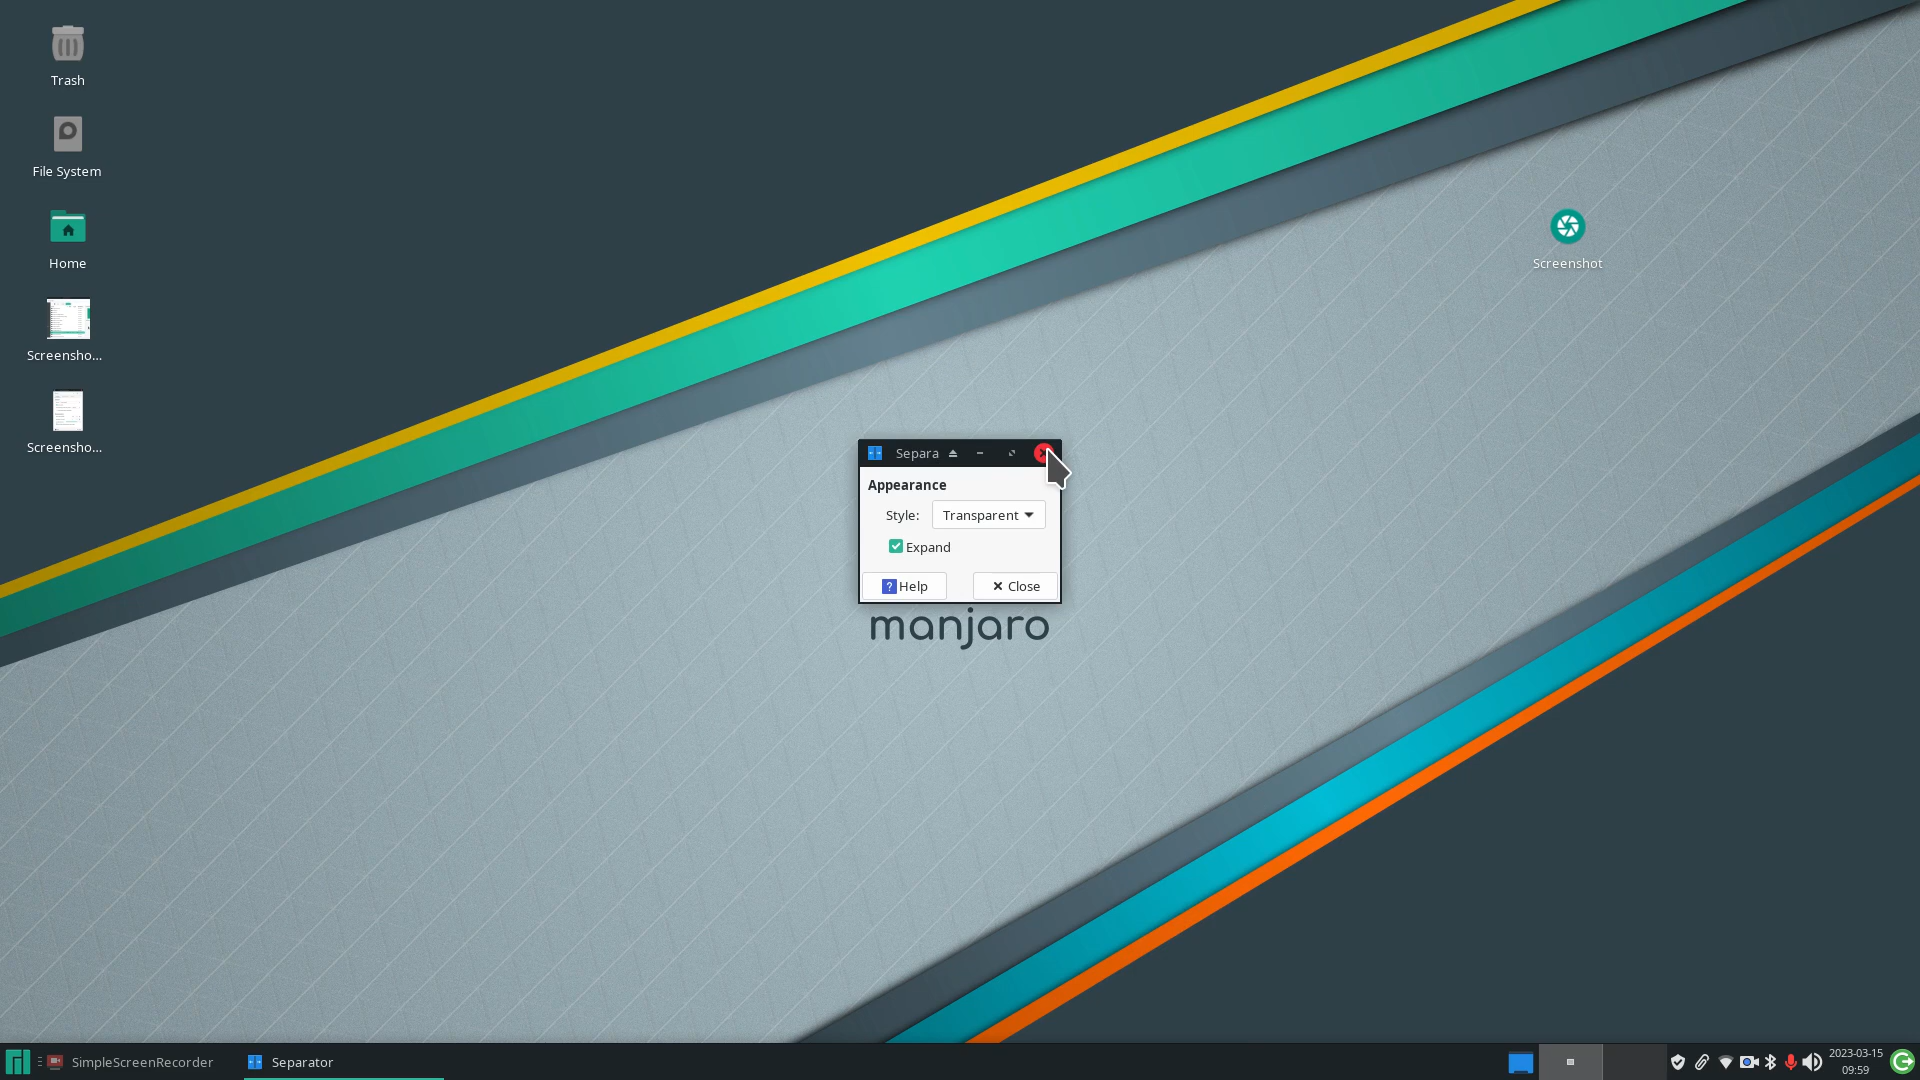 Trash
File System
Home
Screensho...
Screensho...
Screenshot
Separa
Appearance
Style: Transparent
Expand
? Help
Close
manjaro
SimpleScreenRecorder
Separator
2023-03-15
09:59